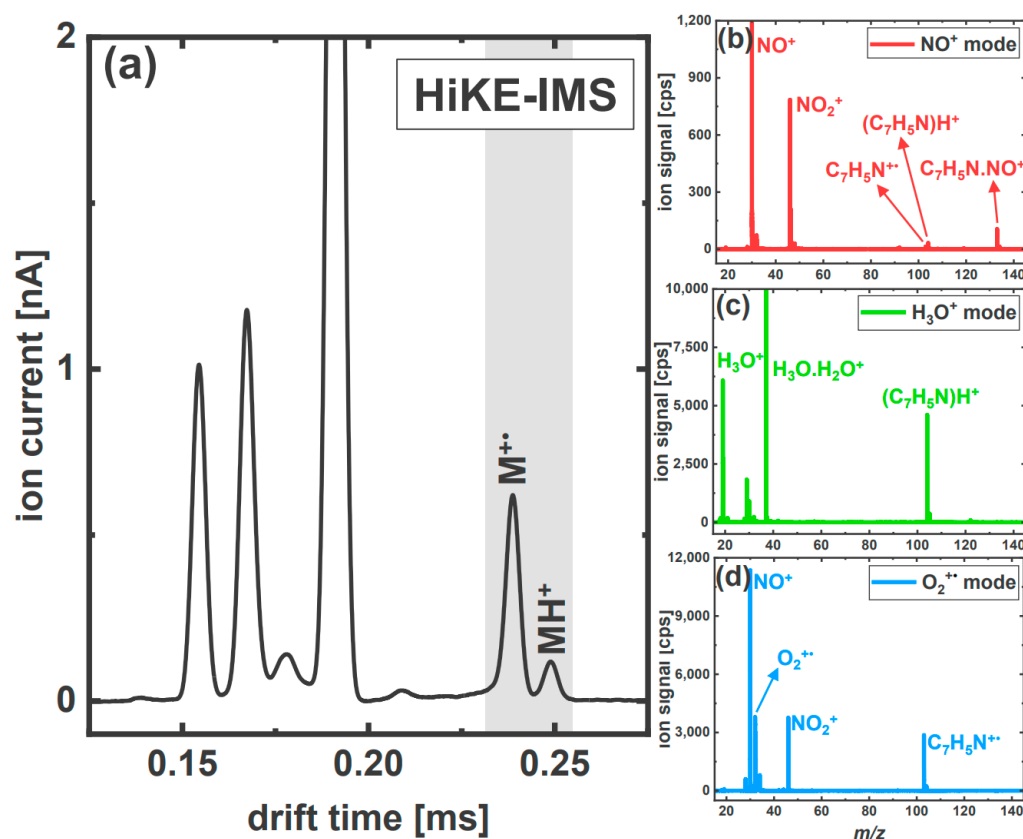 (a)
HiKE-IMS
ion current [nA]
2
1
0
M⁺•
MH⁺
0.15 0.20 0.25
drift time [ms]
(b)
NO⁺ mode
ion signal [cps]
1,200
900
600
300
0
NO⁺
NO₂⁺
(C₇H₅N)H⁺
C₇H₅N⁺•
C₇H₅N.NO⁺
20 40 60 80 100 120 140
(c)
H₃O⁺ mode
ion signal [cps]
10,000
7,500
5,000
2,500
0
H₃O⁺
H₃O.H₂O⁺
(C₇H₅N)H⁺
20 40 60 80 100 120 140
(d)
O₂⁺• mode
ion signal [cps]
12,000
9,000
6,000
3,000
0
NO⁺
O₂⁺•
NO₂⁺
C₇H₅N⁺•
20 40 60 80 100 120 140
m/z